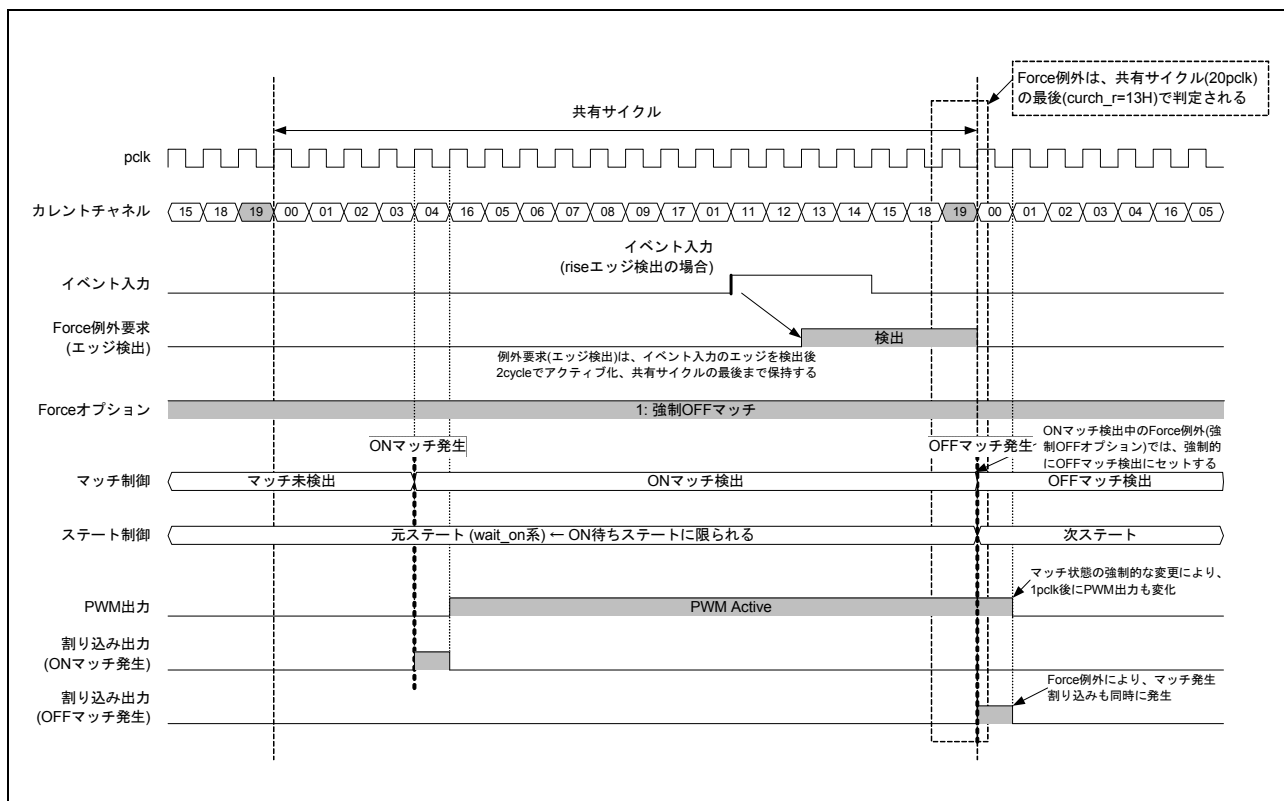 Force例外は、共有サイクル(20pclk)
の最後(curch_r=13H)で判定される
共有サイクル
pclk
カレントチャネル
15 18 19 00 01 02 03 04 16 05 06 07 08 09 17 01 11 12 13 14 15 18 19 00 01 02 03 04 16 05
イベント入力
(riseエッジ検出の場合)
イベント入力
Force例外要求
(エッジ検出)
検出
例外要求(エッジ検出)は、イベント入力のエッジを検出後
2cycleでアクティブ化、共有サイクルの最後まで保持する
Forceオプション
1: 強制OFFマッチ
ONマッチ発生
OFFマッチ発生
ONマッチ検出中のForce例外(強
制OFFオプション)では、強制的
にOFFマッチ検出にセットする
マッチ制御
マッチ未検出
ONマッチ検出
OFFマッチ検出
ステート制御
元ステート (wait_on系) ← ON待ちステートに限られる
次ステート
マッチ状態の強制的な変更により、
1pclk後にPWM出力も変化
PWM出力
PWM Active
割り込み出力
(ONマッチ発生)
Force例外により、マッチ発生
割り込みも同時に発生
割り込み出力
(OFFマッチ発生)